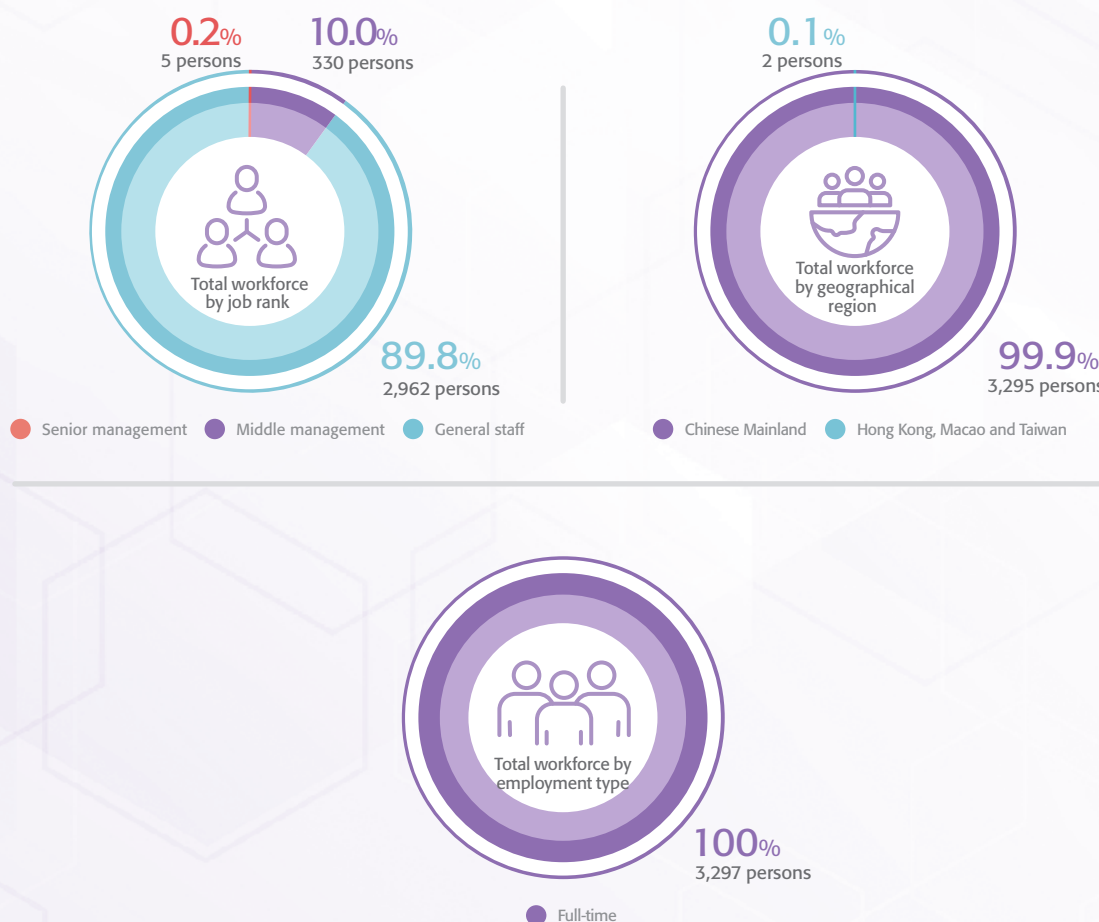 0.2%
5 persons
10.0%
330 persons
Total workforce
by job rank
89.8%
2,962 persons
Senior management
Middle management
General staff
0.1%
2 persons
Total workforce
by geographical
region
99.9%
3,295 persons
Chinese Mainland
Hong Kong, Macao and Taiwan
Total workforce by
employment type
100%
3,297 persons
Full-time